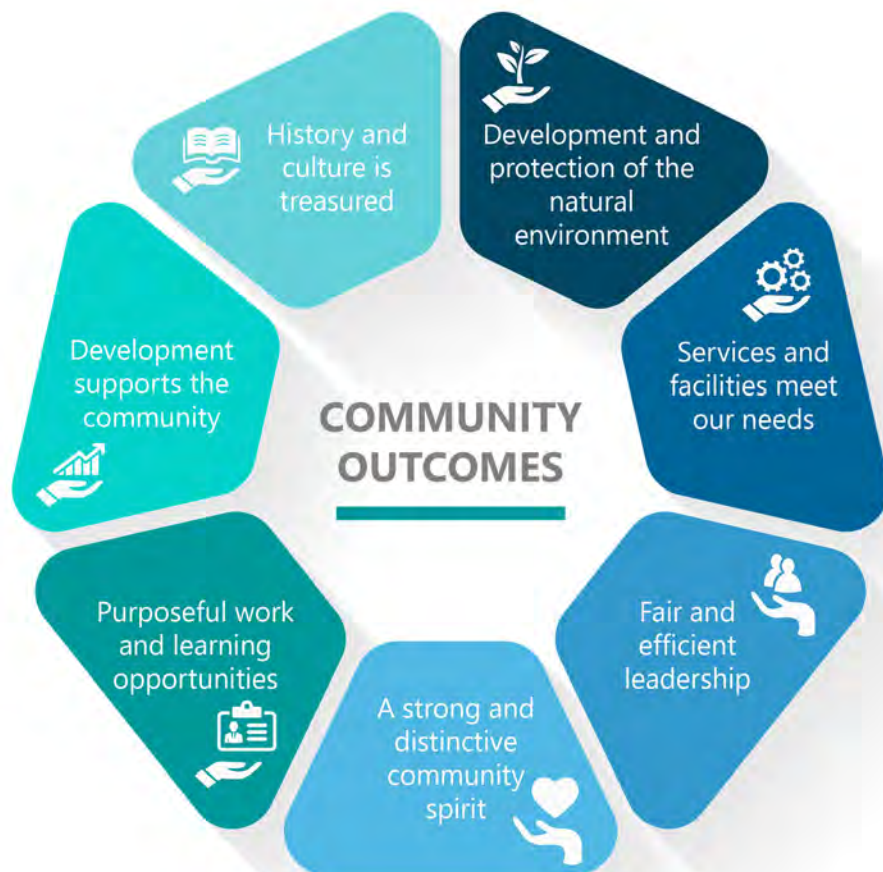 History and
culture is
treasured
Development and
protection of the
natural
environment
Services and
facilities meet
our needs
Fair and
efficient
leadership
A strong and
distinctive
community
spirit
Purposeful work
and learning
opportunities
Development
supports the
community
COMMUNITY
OUTCOMES